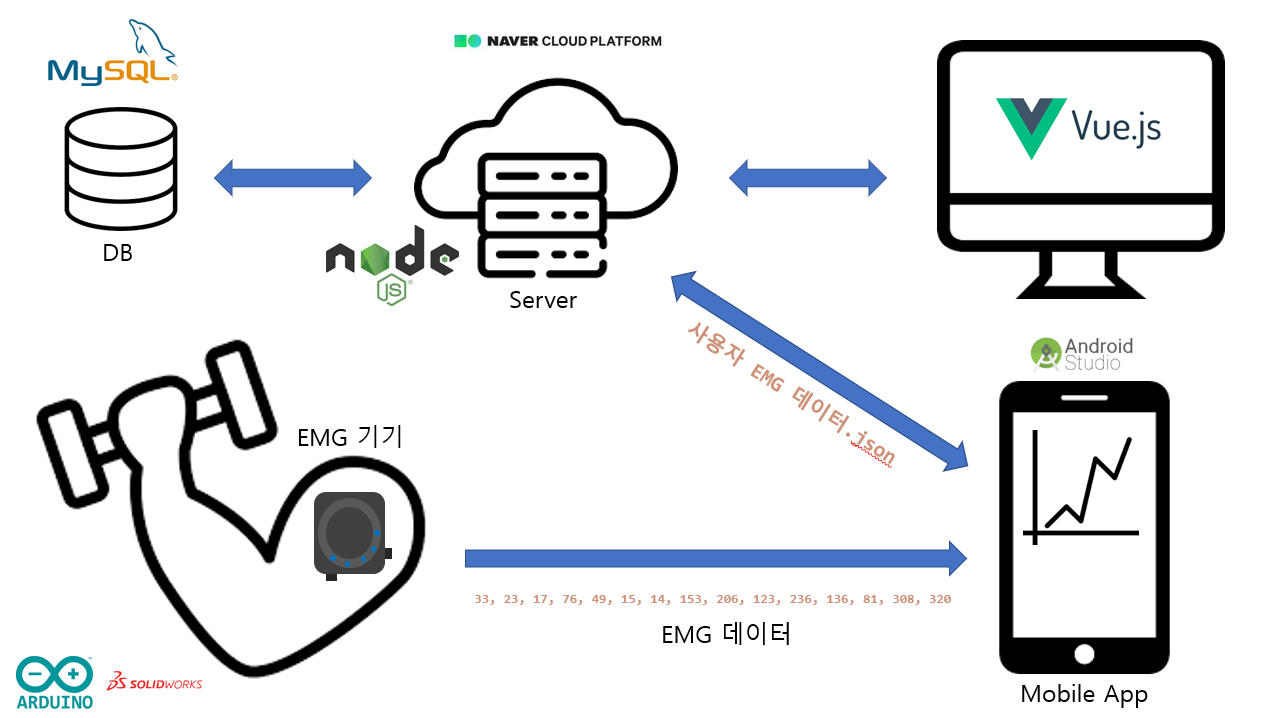 MySQL®
NAVER CLOUD PLATFORM
Vue.js
DB
node
JS
Server
Android
Studio
사용자 EMG 데이터.json
EMG 기기
33, 23, 17, 76, 49, 15, 14, 153, 206, 123, 236, 136, 81, 308, 320
EMG 데이터
ARDUINO
SOLIDWORKS
Mobile App